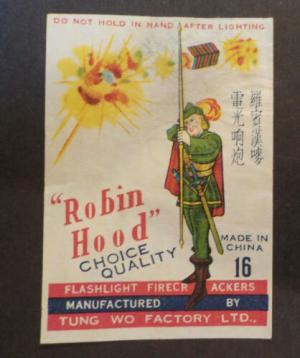 DO NOT HOLD IN HAND AFTER LIGHTING
羅賓漢嘜
電光响炮
"Robin
Hood"
CHOICE
QUALITY
MADE IN
CHINA
16
FLASHLIGHT FIRECRACKERS
MANUFACTURED BY
TUNG WO FACTORY LTD.,